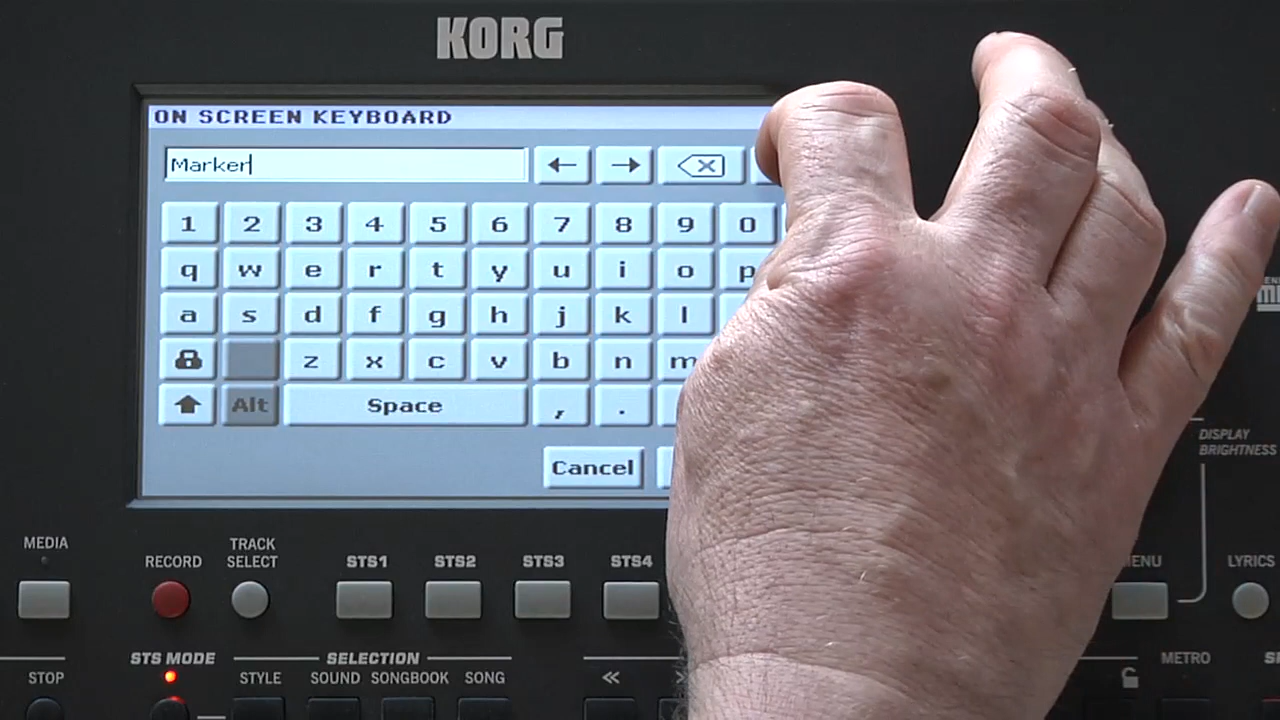 KORG
ON SCREEN KEYBOARD
Marker
1 2 3 4 5 6 7 8 9 0
q w e r t y u i o p
a s d f g h j k l
z x c v b n m
Alt Space , .
Cancel
DISPLAY
BRIGHTNESS
MEDIA
RECORD
TRACK
SELECT
STS1 STS2 STS3 STS4
MENU
LYRICS
STS MODE
SELECTION
STOP
STYLE SOUND SONGBOOK SONG
<<
METRO